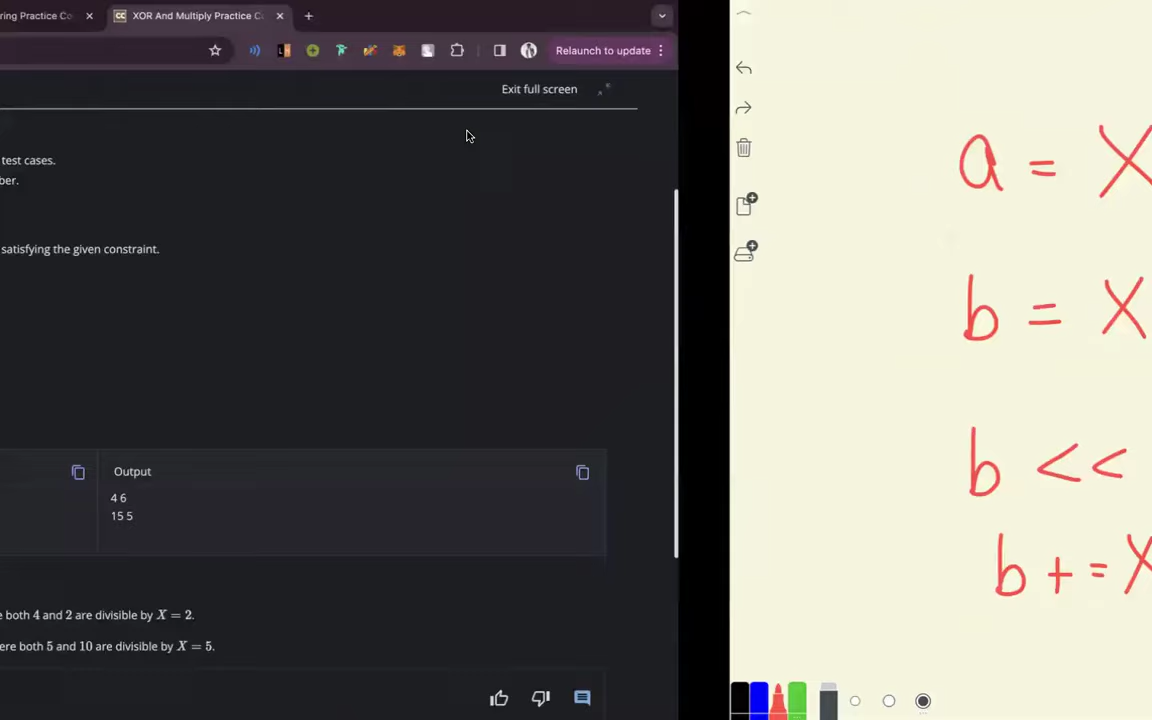 ring Practice Co
XOR And Multiply Practice C
Relaunch to update
Exit full screen
test cases.
ber.
satisfying the given constraint.
Output
4 6
15 5
e both 4 and 2 are divisible by X = 2.
ere both 5 and 10 are divisible by X = 5.
a = X
b = X
b <<
b + = X